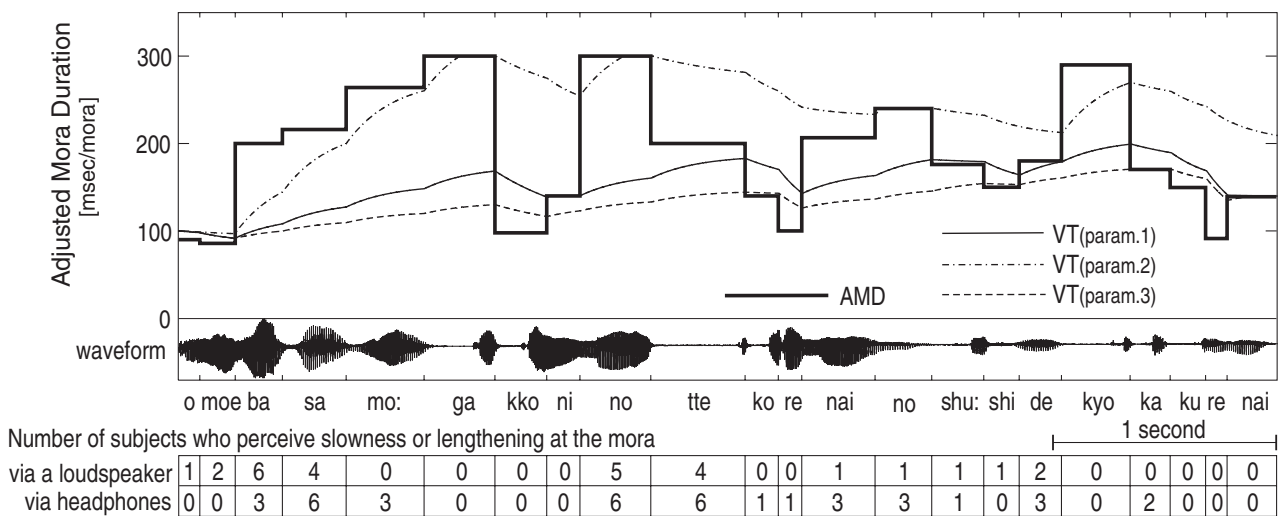 Adjusted Mora Duration
[msec/mora]
300
200
100
0
VT(param.1)
VT(param.2)
AMD
VT(param.3)
waveform
o moe ba sa mo: ga kko ni no tte ko re nai no shu: shi de kyo ka ku re nai
Number of subjects who perceive slowness or lengthening at the mora
1 second
via a loudspeaker 1 2 6 4 0 0 0 0 5 4 0 0 1 1 1 1 2 0 0 0 0 0
via headphones 0 0 3 6 3 0 0 0 6 6 1 1 3 3 1 0 3 0 2 0 0 0